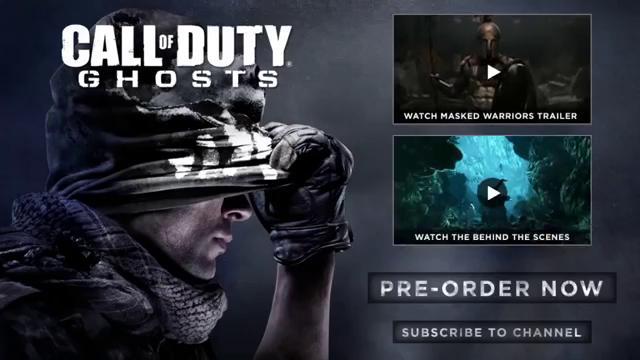 CALL OF DUTY
GHOSTS
WATCH MASKED WARRIORS TRAILER
WATCH THE BEHIND THE SCENES
PRE-ORDER NOW
SUBSCRIBE TO CHANNEL